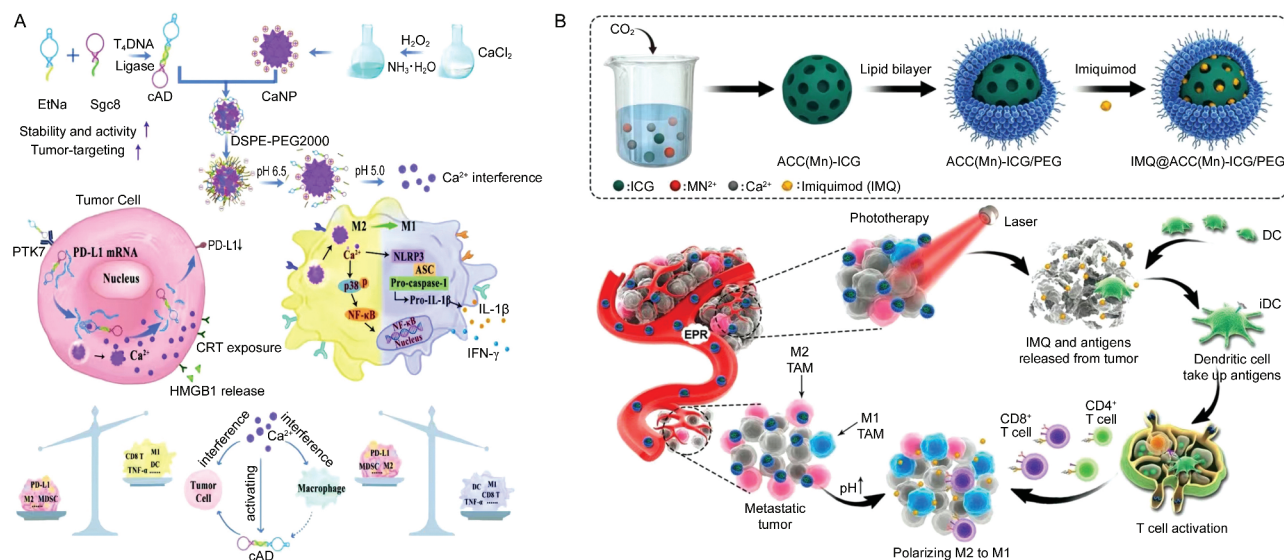 A
EtNa
+
Sgc8
T₄DNA
Ligase
cAD
CaNP
H₂O₂
NH₃·H₂O
CaCl₂
Stability and activity
Tumor-targeting
DSPE-PEG2000
pH 6.5
pH 5.0
Ca²⁺ interference
Tumor Cell
PTK7
PD-L1 mRNA
Nucleus
PD-L1↓
Ca²⁺
CRT exposure
HMGB1 release
M2
M1
Ca²⁺
NLRP3
ASC
Pro-caspase-1
Pro-IL-1β
p38
P
NF-κB
NF-κB
Nucleus
IL-1β
IFN-γ
PD-L1
M2 MDSC
......
CD8 T M1
DC
TNF-α ......
interference
Ca²⁺
interference
Tumor
Cell
activating
Macrophage
cAD
PD-L1
MDSC M2
......
DC M1
CD8 T
TNF-α ......
B
CO₂
ACC(Mn)-ICG
Lipid bilayer
ACC(Mn)-ICG/PEG
Imiquimod
IMQ@ACC(Mn)-ICG/PEG
:ICG :MN²⁺ :Ca²⁺ :Imiquimod (IMQ)
Phototherapy
Laser
DC
EPR
IMQ and antigens
released from tumor
iDC
Dendritic cell
take up antigens
M2
TAM
M1
TAM
CD8⁺
T cell
CD4⁺
T cell
Metastatic
tumor
pH↑
Polarizing M2 to M1
T cell activation